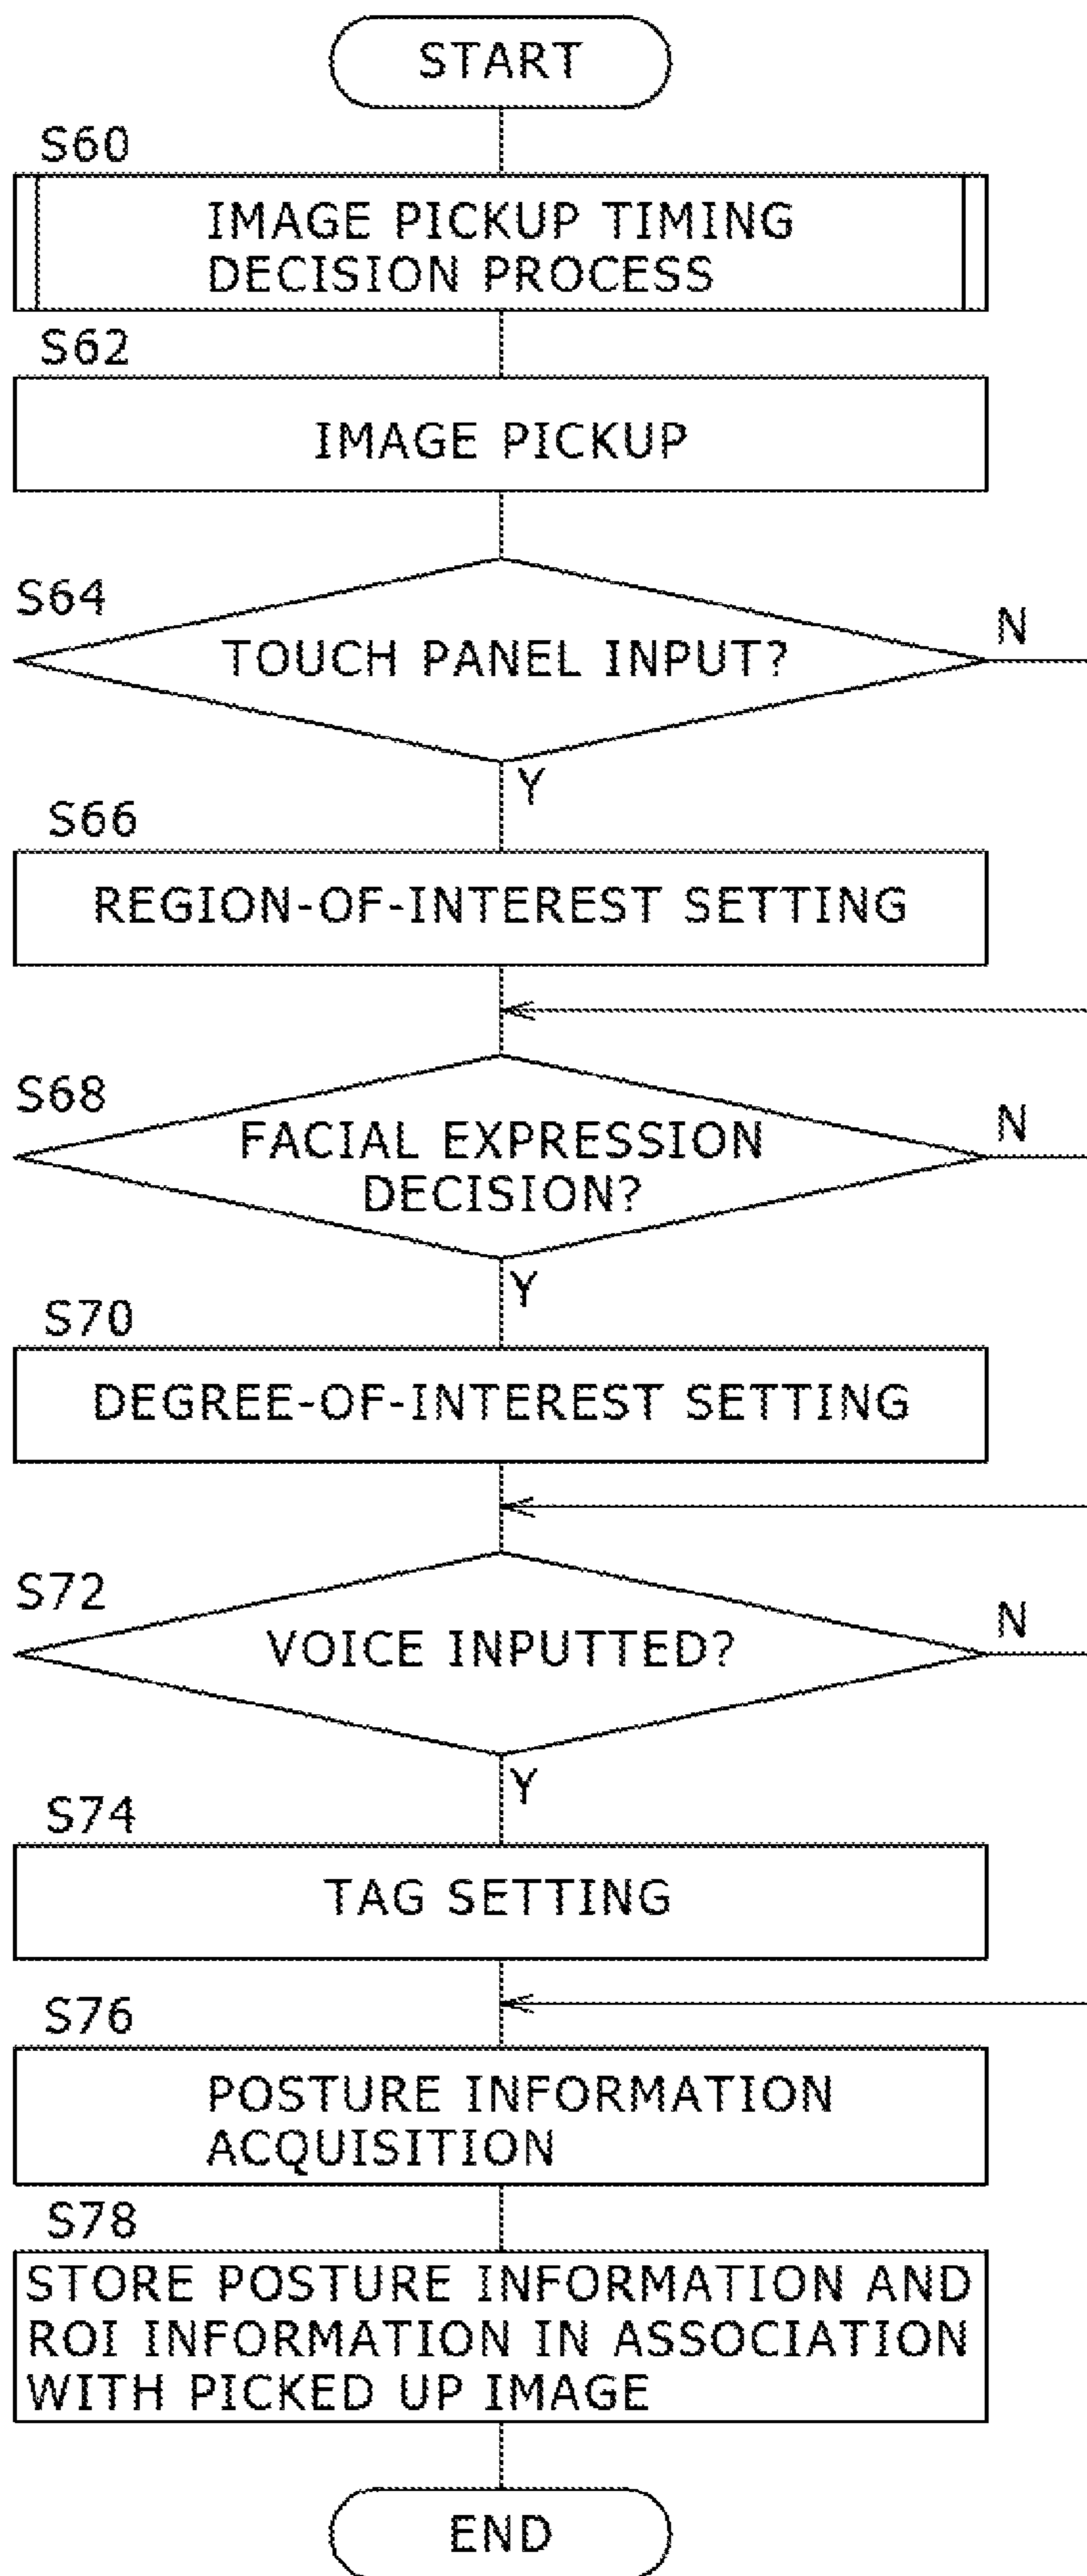 START
S60
IMAGE PICKUP TIMING
DECISION PROCESS
S62
IMAGE PICKUP
S64
TOUCH PANEL INPUT?
N
Y
S66
REGION-OF-INTEREST SETTING
S68
FACIAL EXPRESSION
DECISION?
N
Y
S70
DEGREE-OF-INTEREST SETTING
S72
VOICE INPUTTED?
N
Y
S74
TAG SETTING
S76
POSTURE INFORMATION
ACQUISITION
S78
STORE POSTURE INFORMATION AND
ROI INFORMATION IN ASSOCIATION
WITH PICKED UP IMAGE
END